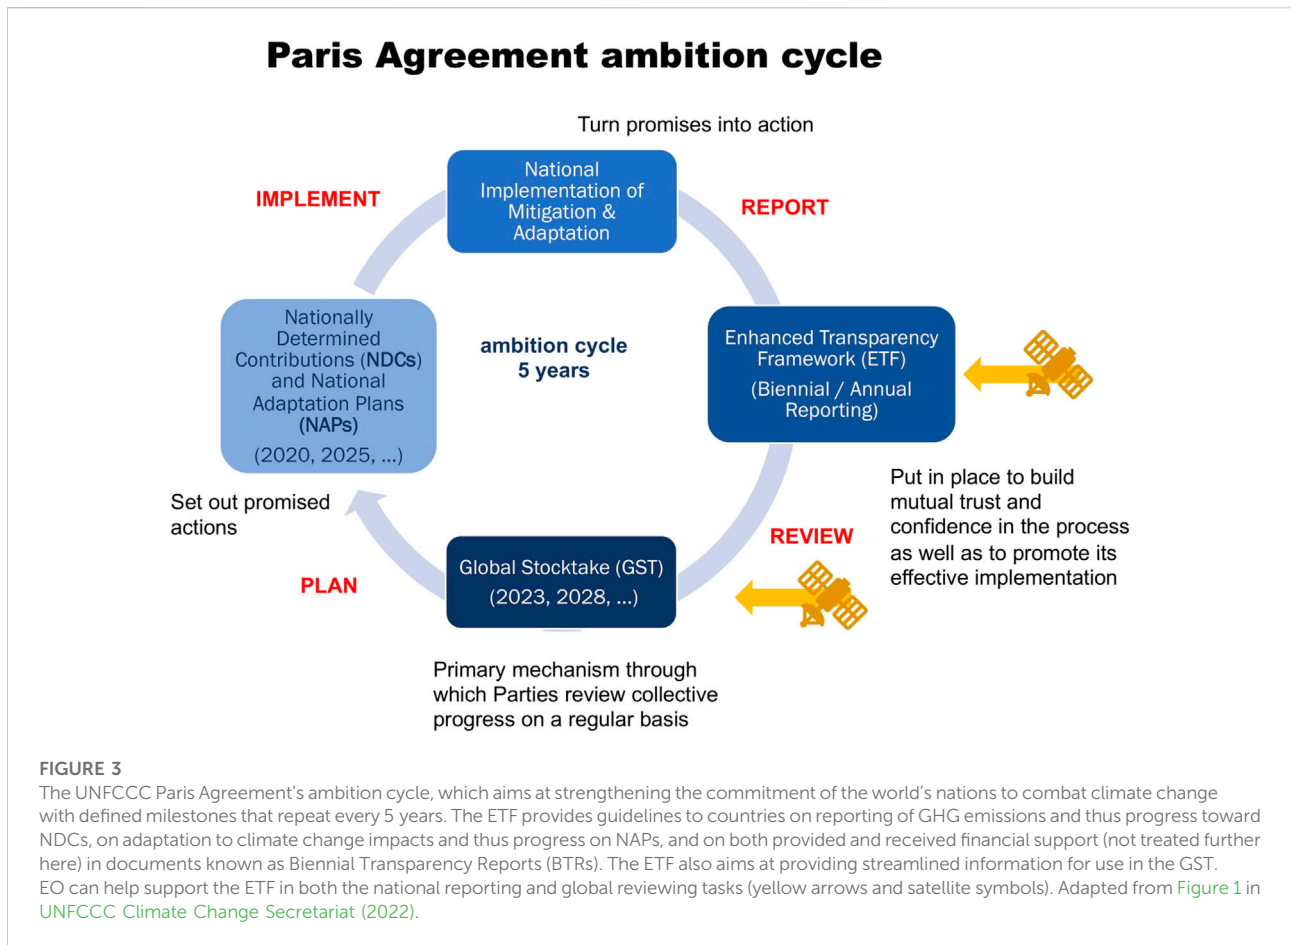 Paris Agreement ambition cycle
Turn promises into action
IMPLEMENT
National
Implementation of
Mitigation &
Adaptation
REPORT
Nationally
Determined
Contributions (NDCs)
and National
Adaptation Plans
(NAPs)
(2020, 2025, ...)
ambition cycle
5 years
Enhanced Transparency
Framework (ETF)
(Biennial / Annual
Reporting)
Set out promised
actions
Put in place to build
mutual trust and
confidence in the process
as well as to promote its
effective implementation
REVIEW
PLAN
Global Stocktake (GST)
(2023, 2028, ...)
Primary mechanism through
which Parties review collective
progress on a regular basis
FIGURE 3
The UNFCCC Paris Agreement's ambition cycle, which aims at strengthening the commitment of the world's nations to combat climate change
with defined milestones that repeat every 5 years. The ETF provides guidelines to countries on reporting of GHG emissions and thus progress toward
NDCs, on adaptation to climate change impacts and thus progress on NAPs, and on both provided and received financial support (not treated further
here) in documents known as Biennial Transparency Reports (BTRs). The ETF also aims at providing streamlined information for use in the GST.
EO can help support the ETF in both the national reporting and global reviewing tasks (yellow arrows and satellite symbols). Adapted from Figure 1 in
UNFCCC Climate Change Secretariat (2022).